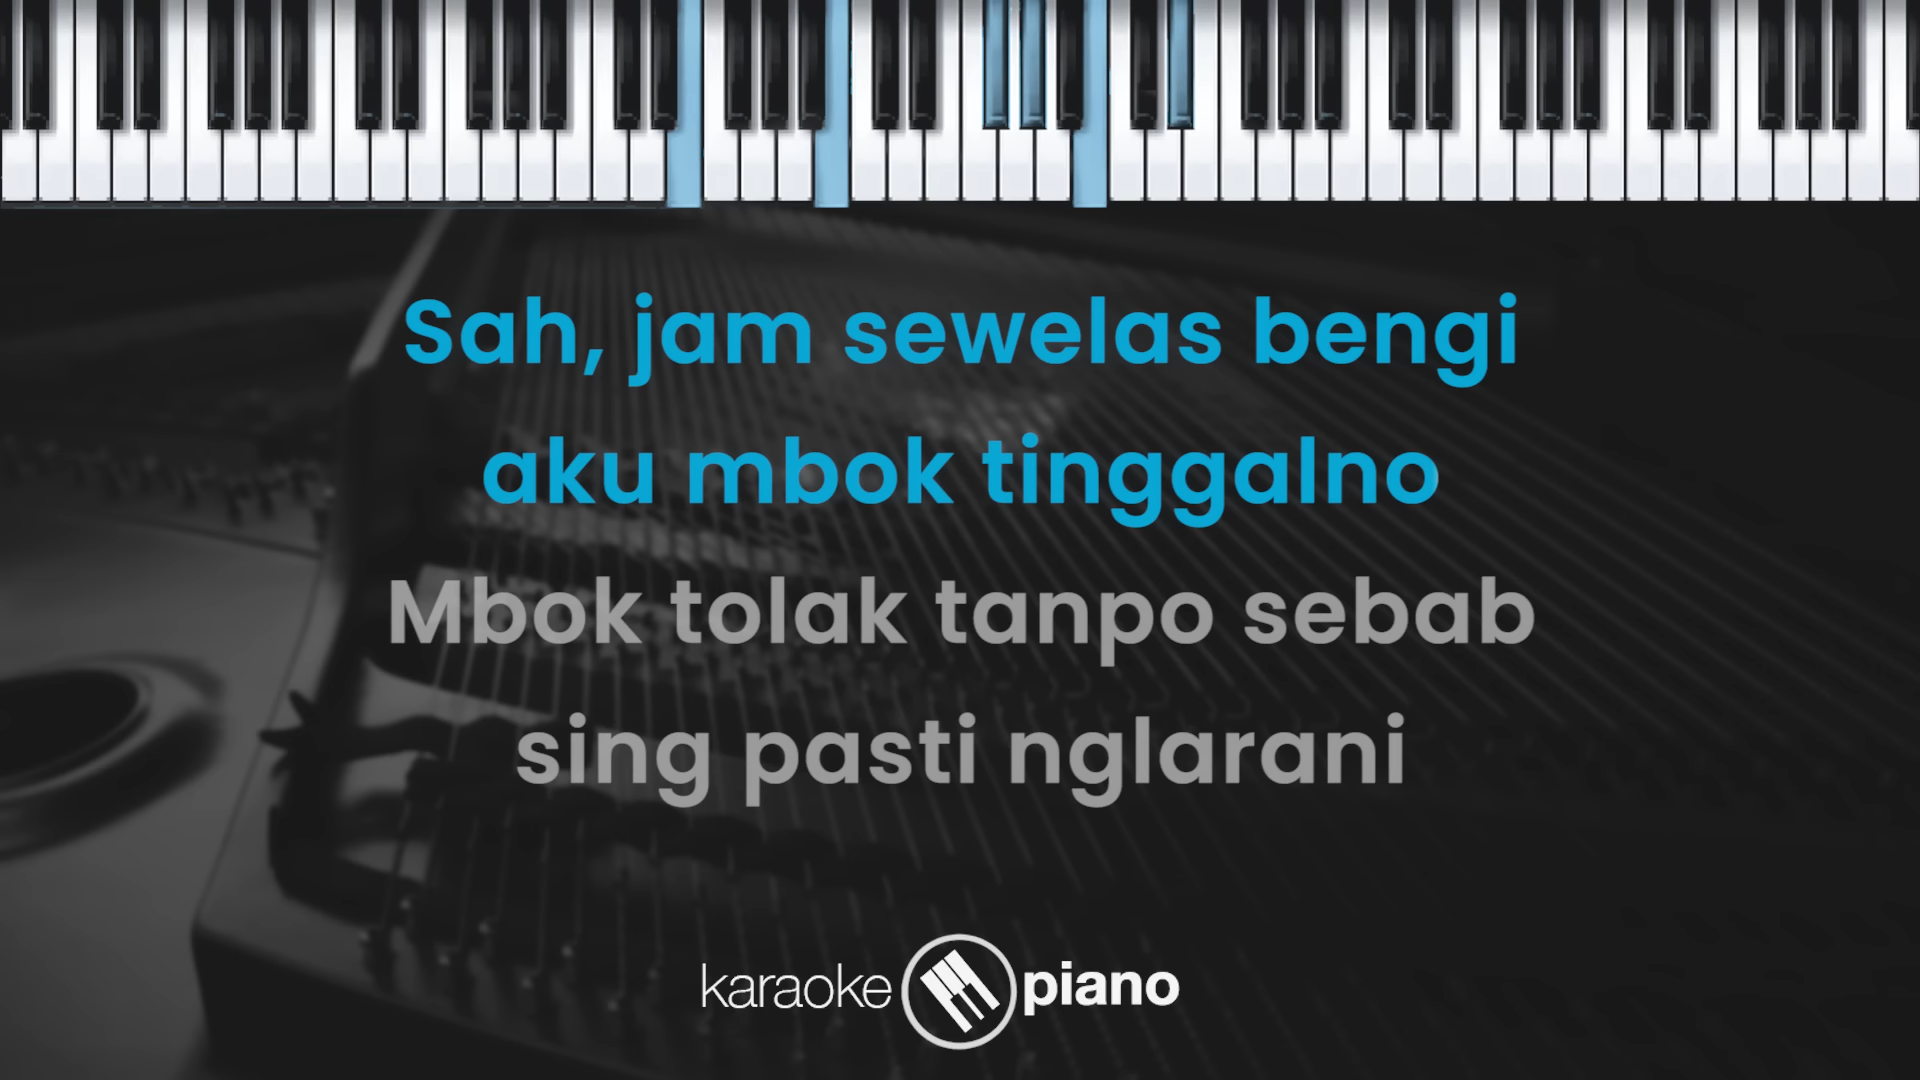 Sah, jam sewelas bengi
aku mbok tinggalno
Mbok tolak tanpo sebab
sing pasti nglarani
karaoke piano